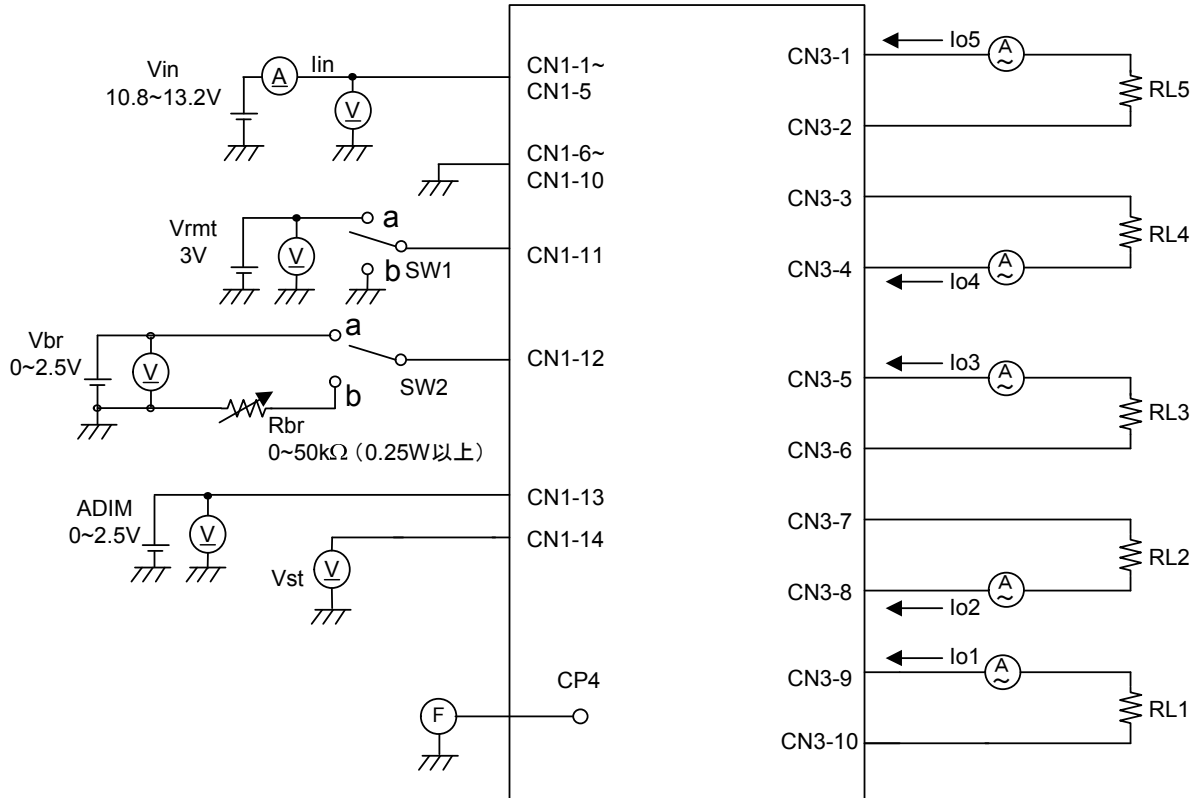 Vin
10.8~13.2V
A
Iin
V
CN1-1~
CN1-5
CN1-6~
CN1-10
Vrmt
3V
V
a
b
SW1
CN1-11
Vbr
0~2.5V
V
a
b
SW2
CN1-12
Rbr
0~50kΩ（0.25W以上）
ADIM
0~2.5V
V
CN1-13
CN1-14
Vst
V
F
CP4
CN3-1
Io5
A
~
RL5
CN3-2
CN3-3
RL4
CN3-4
A
~
Io4
Io3
CN3-5
A
~
RL3
CN3-6
CN3-7
RL2
CN3-8
A
~
Io2
Io1
CN3-9
A
~
RL1
CN3-10